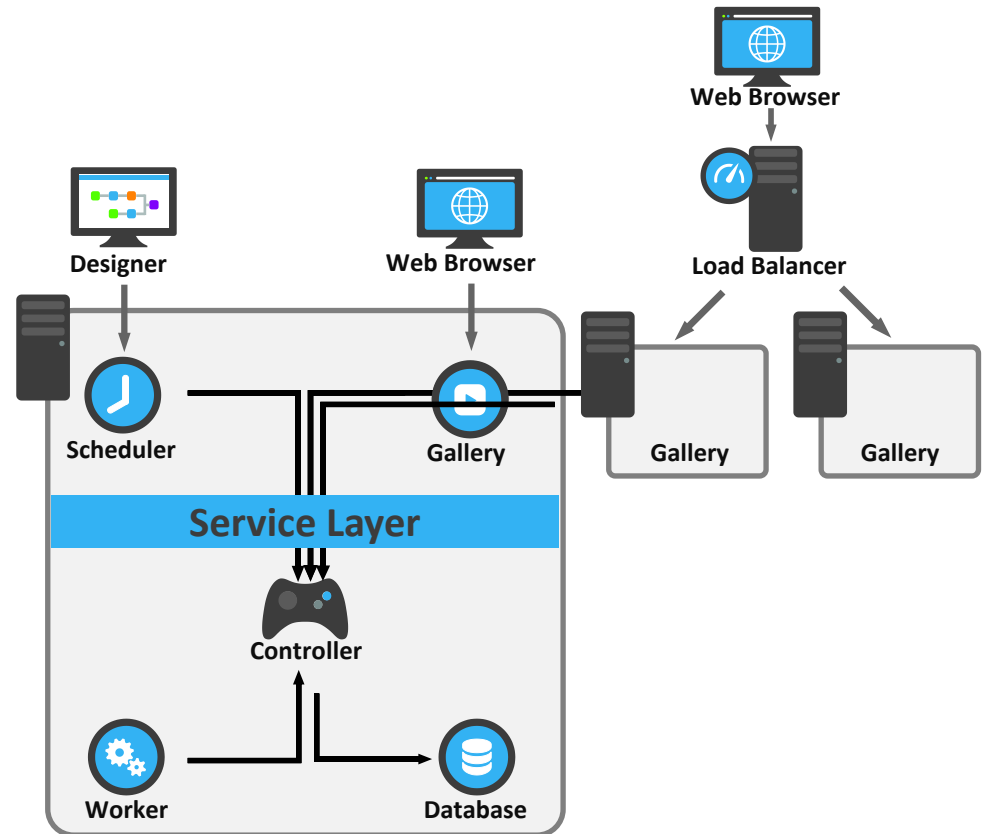 Web Browser
Designer
Web Browser
Load Balancer
Scheduler
Gallery
Gallery
Gallery
Service Layer
Controller
Worker
Database